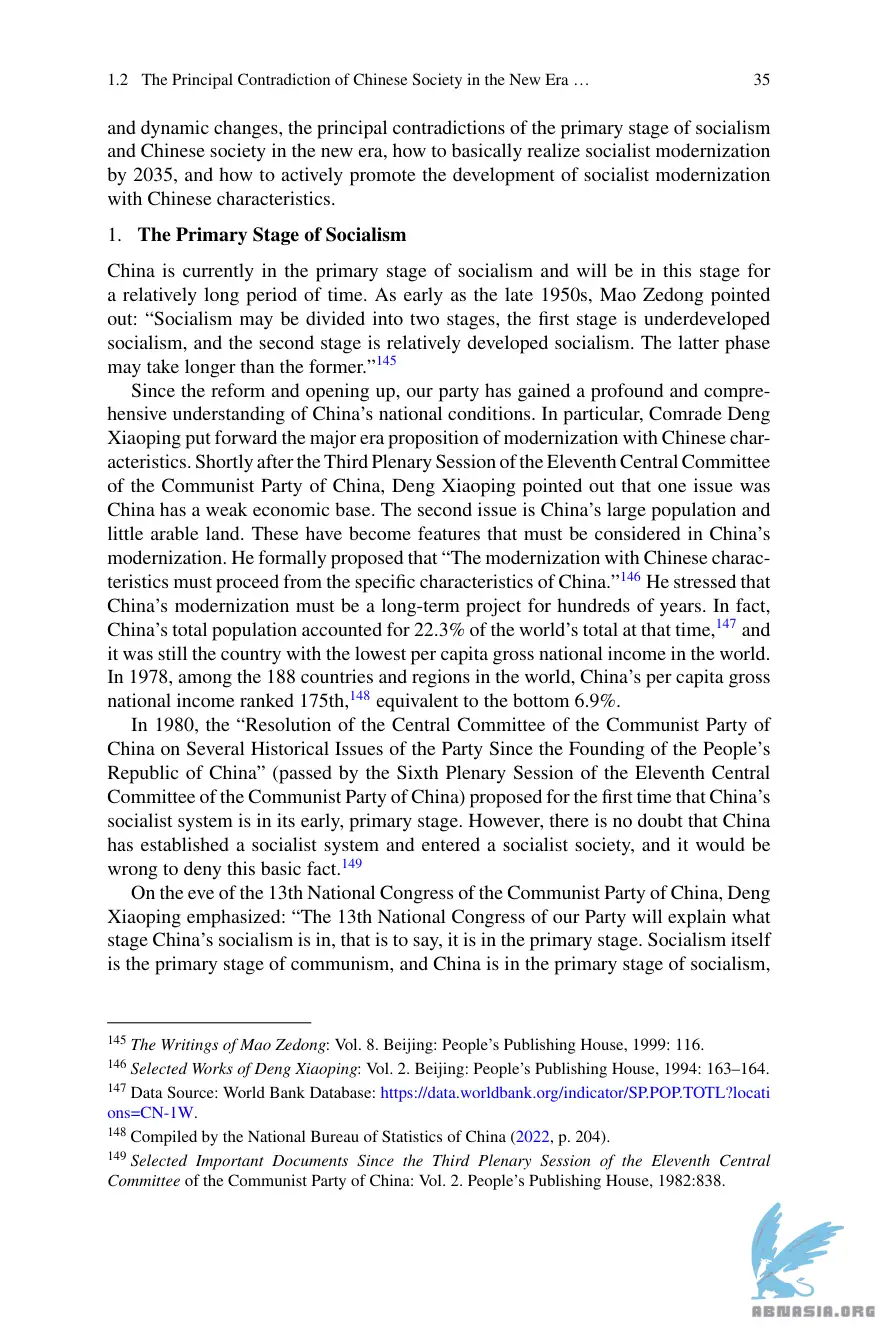 1.2 The Principal Contradiction of Chinese Society in the New Era … 35
and dynamic changes, the principal contradictions of the primary stage of socialism
and Chinese society in the new era, how to basically realize socialist modernization
by 2035, and how to actively promote the development of socialist modernization
with Chinese characteristics.
1. The Primary Stage of Socialism
China is currently in the primary stage of socialism and will be in this stage for
a relatively long period of time. As early as the late 1950s, Mao Zedong pointed
out: “Socialism may be divided into two stages, the first stage is underdeveloped
socialism, and the second stage is relatively developed socialism. The latter phase
may take longer than the former.”145
Since the reform and opening up, our party has gained a profound and compre-
hensive understanding of China’s national conditions. In particular, Comrade Deng
Xiaoping put forward the major era proposition of modernization with Chinese char-
acteristics. Shortly after the Third Plenary Session of the Eleventh Central Committee
of the Communist Party of China, Deng Xiaoping pointed out that one issue was
China has a weak economic base. The second issue is China’s large population and
little arable land. These have become features that must be considered in China’s
modernization. He formally proposed that “The modernization with Chinese charac-
teristics must proceed from the specific characteristics of China.”146 He stressed that
China’s modernization must be a long-term project for hundreds of years. In fact,
China’s total population accounted for 22.3% of the world’s total at that time,147 and
it was still the country with the lowest per capita gross national income in the world.
In 1978, among the 188 countries and regions in the world, China’s per capita gross
national income ranked 175th,148 equivalent to the bottom 6.9%.
In 1980, the “Resolution of the Central Committee of the Communist Party of
China on Several Historical Issues of the Party Since the Founding of the People’s
Republic of China” (passed by the Sixth Plenary Session of the Eleventh Central
Committee of the Communist Party of China) proposed for the first time that China’s
socialist system is in its early, primary stage. However, there is no doubt that China
has established a socialist system and entered a socialist society, and it would be
wrong to deny this basic fact.149
On the eve of the 13th National Congress of the Communist Party of China, Deng
Xiaoping emphasized: “The 13th National Congress of our Party will explain what
stage China’s socialism is in, that is to say, it is in the primary stage. Socialism itself
is the primary stage of communism, and China is in the primary stage of socialism,
145 The Writings of Mao Zedong: Vol. 8. Beijing: People’s Publishing House, 1999: 116.
146 Selected Works of Deng Xiaoping: Vol. 2. Beijing: People’s Publishing House, 1994: 163–164.
147 Data Source: World Bank Database: https://data.worldbank.org/indicator/SP.POP.TOTL?locati
ons=CN-1W.
148 Compiled by the National Bureau of Statistics of China (2022, p. 204).
149 Selected Important Documents Since the Third Plenary Session of the Eleventh Central
Committee of the Communist Party of China: Vol. 2. People’s Publishing House, 1982:838.
ABNASIA.ORG